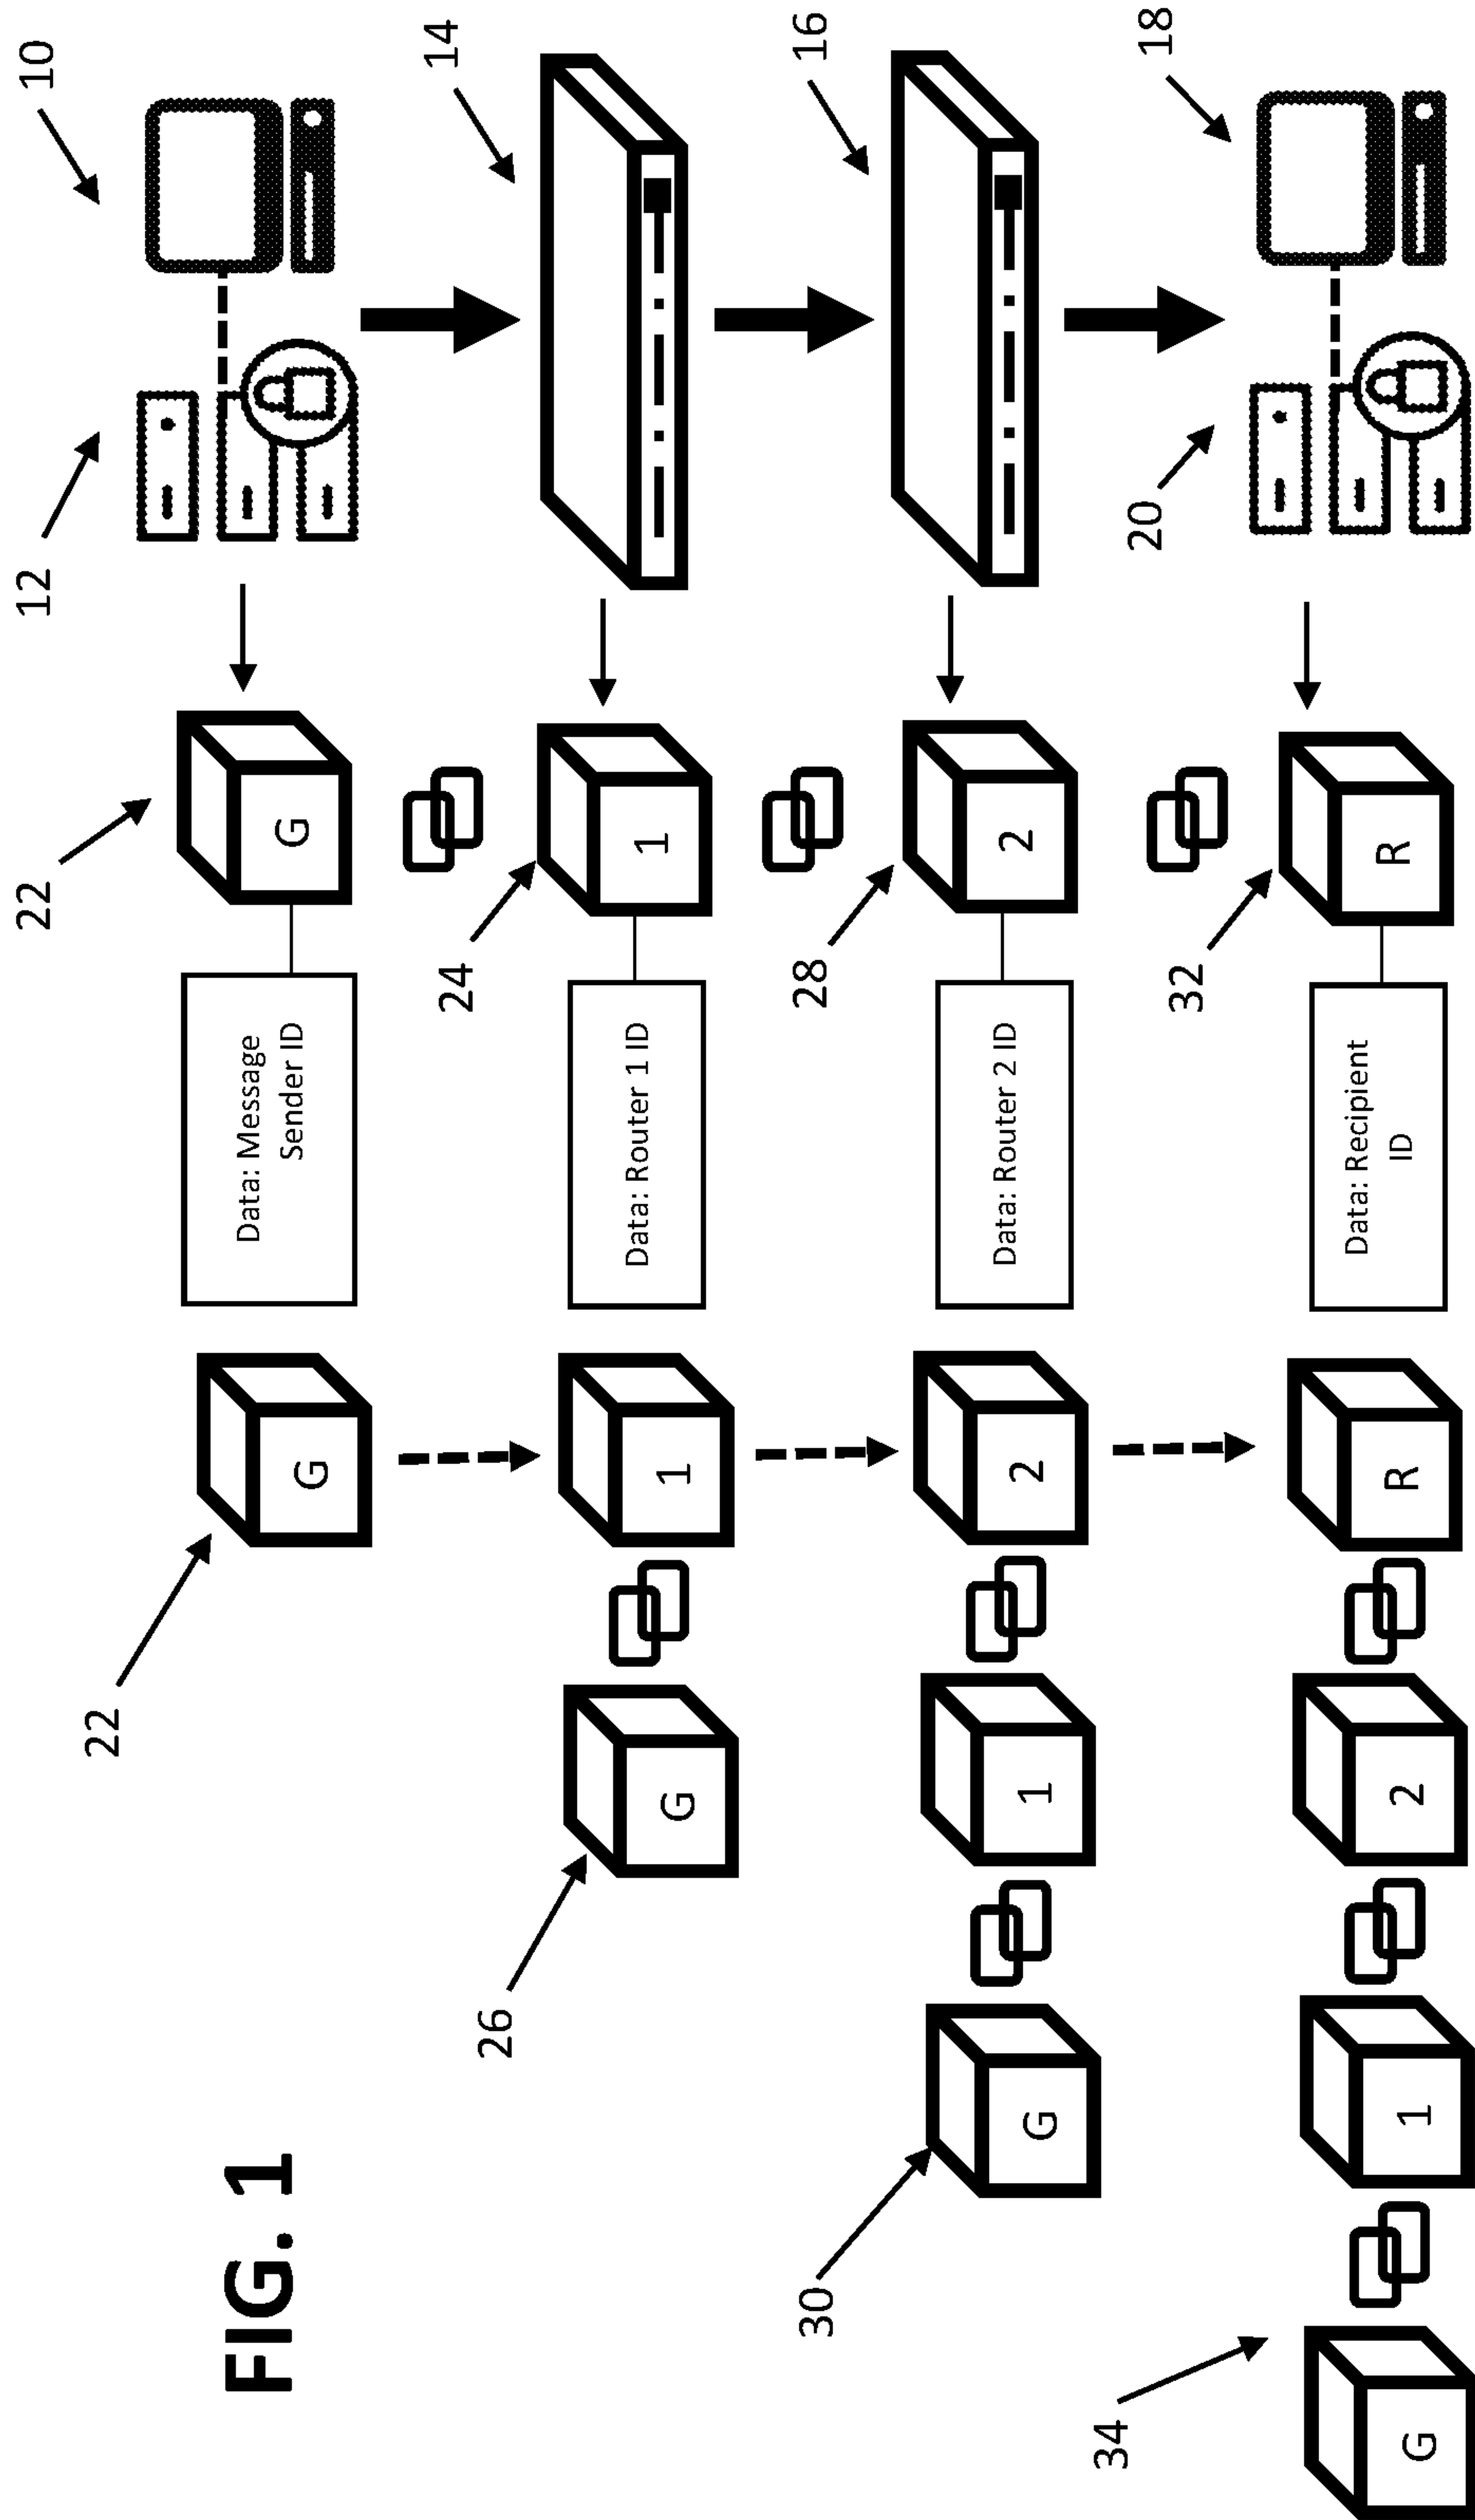 22
12
10
22
FIG. 1
G
Data: Message
Sender ID
G
26
24
14
G
1
Data: Router 1 ID
1
30
28
16
G
1
2
Data: Router 2 ID
2
34
32
20
18
G
1
2
R
Data: Recipient
ID
R